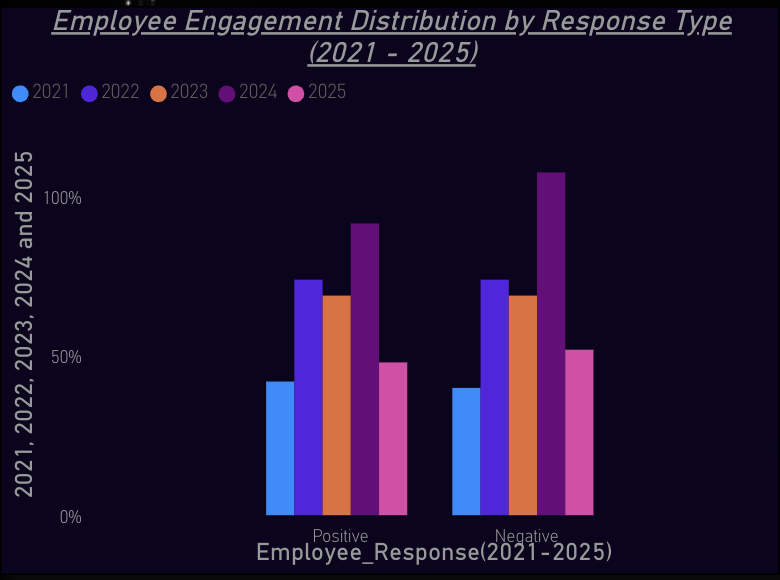 Employee Engagement Distribution by Response Type
(2021 - 2025)
2021 2022 2023 2024 2025
2021, 2022, 2023, 2024 and 2025
100%
50%
0%
Positive Negative
Employee_Response(2021-2025)